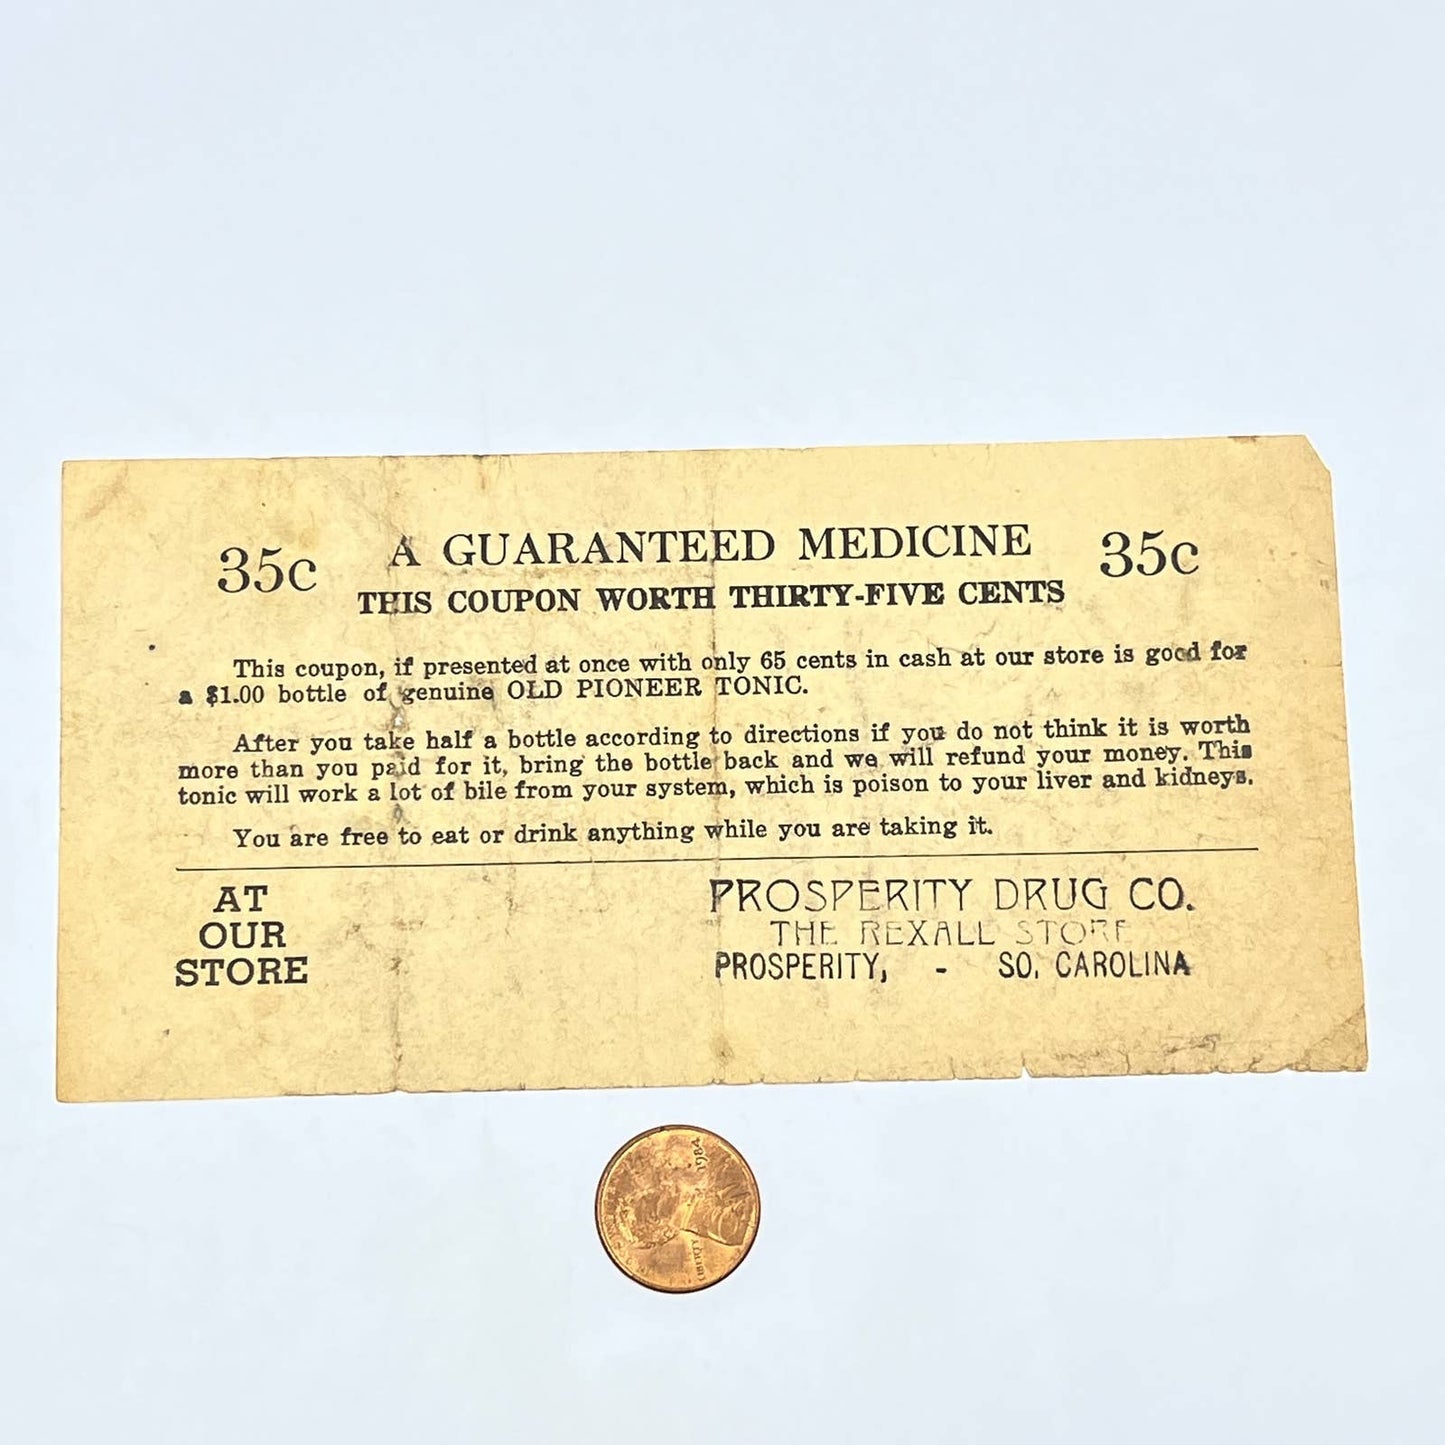 35c A GUARANTEED MEDICINE 35c
THIS COUPON WORTH THIRTY-FIVE CENTS
This coupon, if presented at once with only 65 cents in cash at our store is good for
a $1.00 bottle of genuine OLD PIONEER TONIC.
After you take half a bottle according to directions if you do not think it is worth
more than you paid for it, bring the bottle back and we will refund your money. This
tonic will work a lot of bile from your system, which is poison to your liver and kidneys.
You are free to eat or drink anything while you are taking it.
AT
OUR
STORE
PROSPERITY DRUG CO.
THE REXALL STORE
PROSPERITY, - SO. CAROLINA
LIBERTY
1984